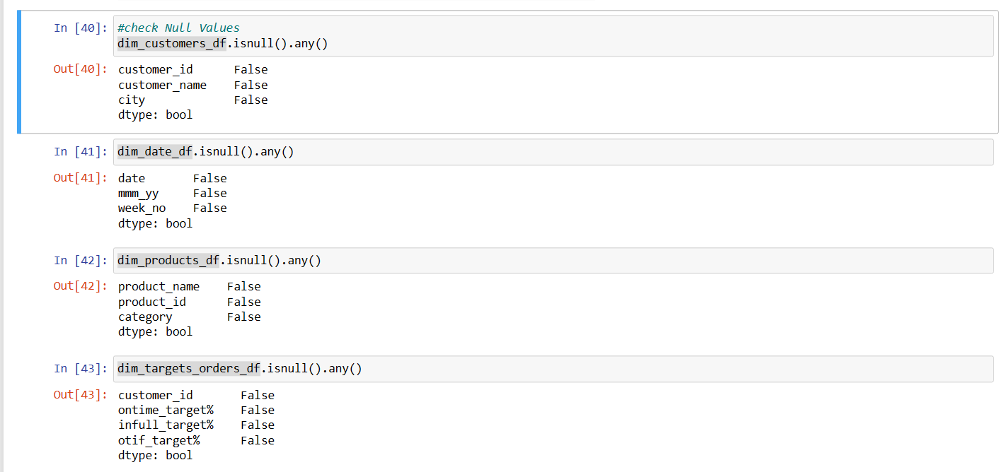 In [40]: #check Null Values
dim_customers_df.isnull().any()
Out[40]: customer_id      False
customer_name    False
city             False
dtype: bool
In [41]: dim_date_df.isnull().any()
Out[41]: date       False
mmm_yy     False
week_no    False
dtype: bool
In [42]: dim_products_df.isnull().any()
Out[42]: product_name    False
product_id      False
category        False
dtype: bool
In [43]: dim_targets_orders_df.isnull().any()
Out[43]: customer_id       False
ontime_target%    False
infull_target%    False
otif_target%      False
dtype: bool